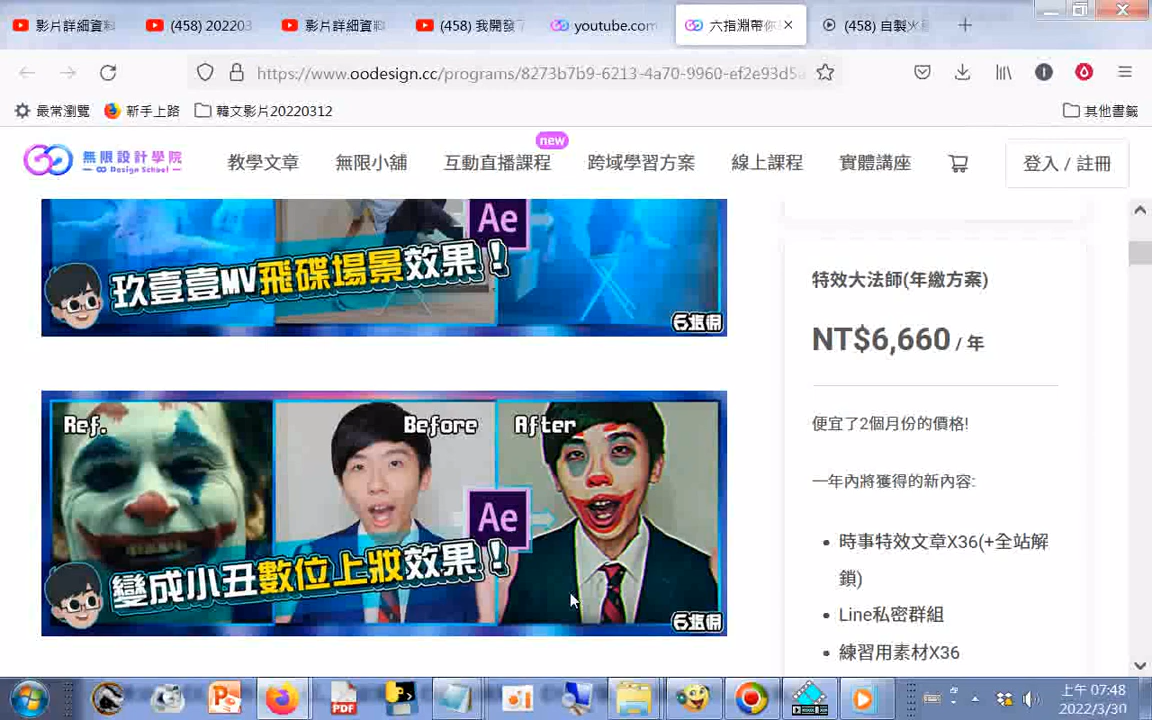 影片詳細資料
(458) 20220
影片詳細資料
(458) 我開發
youtube.com
六指淵帶你
(458) 自製火
https://www.oodesign.cc/programs/8273b7b9-6213-4a70-9960-ef2e93d5
最常瀏覽
新手上路
韓文影片20220312
其他書籤
無限設計學院
Design School
教學文章
無限小舖
互動直播課程
new
跨域學習方案
線上課程
實體講座
登入 / 註冊
Ae
玖壹壹MV飛碟場景效果！
特效大法師(年繳方案)
NT$6,660 / 年
便宜了2個月份的價格!
一年內將獲得的新內容:
時事特效文章X36(+全站解
鎖)
Line私密群組
練習用素材X36
Ref.
Before
After
Ae
變成小丑數位上妝效果！
PDF
上午 07:48
2022/3/30